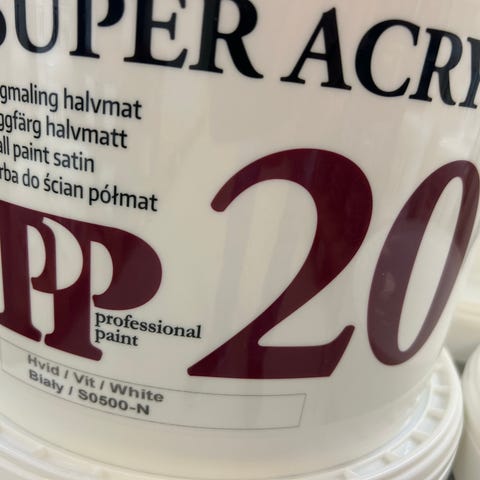 SUPER ACRY
gmaling halvmat
ggfärg halvmatt
all paint satin
rba do ścian półmat
20
PP
professional
paint
Hvid / Vit / White
Biały / S0500-N